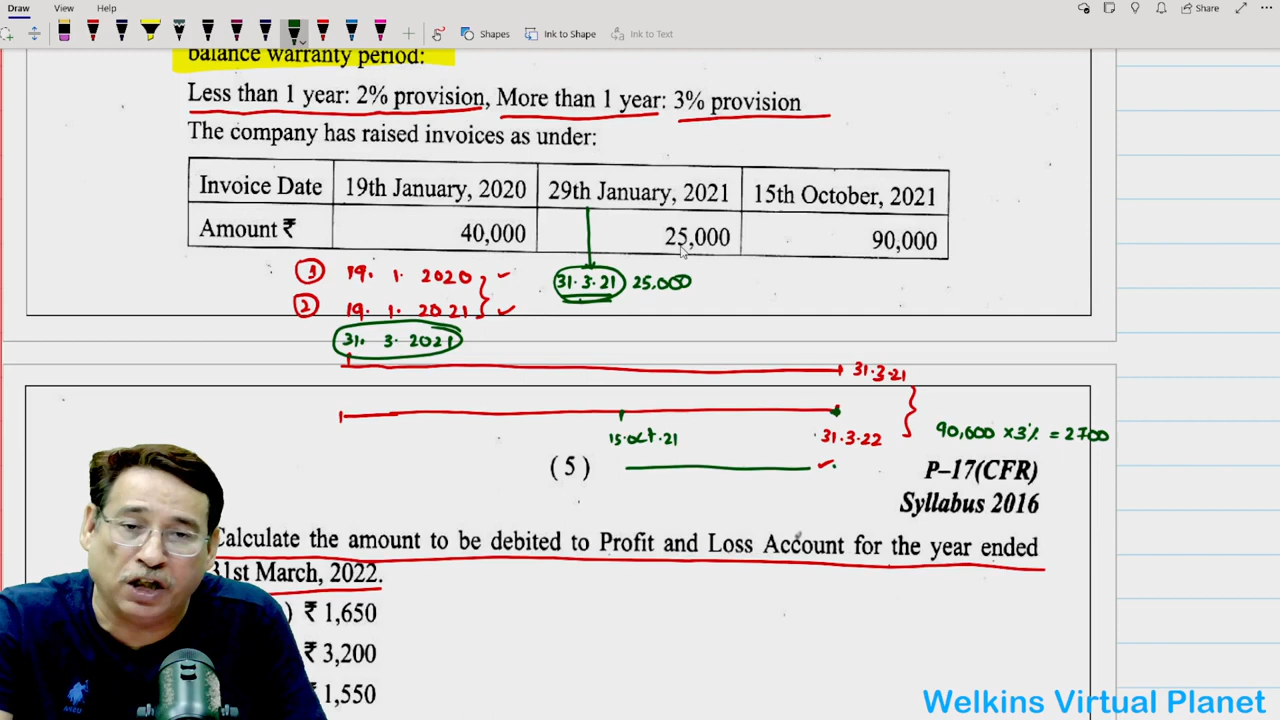 Draw View Help
Share
Shapes Ink to Shape Ink to Text
balance warranty period:
Less than 1 year: 2% provision, More than 1 year: 3% provision
The company has raised invoices as under:
Invoice Date 19th January, 2020 29th January, 2021 15th October, 2021
Amount ₹ 40,000 25,000 90,000
① 19. 1. 2020 31.3.21 25.000
② 19. 1. 2021
31. 3. 2021
31.3.21
15.Oct.21 31.3.22 90,000 ×3% = 2700
(5) P–17(CFR)
Syllabus 2016
Calculate the amount to be debited to Profit and Loss Account for the year ended
31st March, 2022.
) ₹ 1,650
₹ 3,200
₹ 1,550
Welkins Virtual Planet